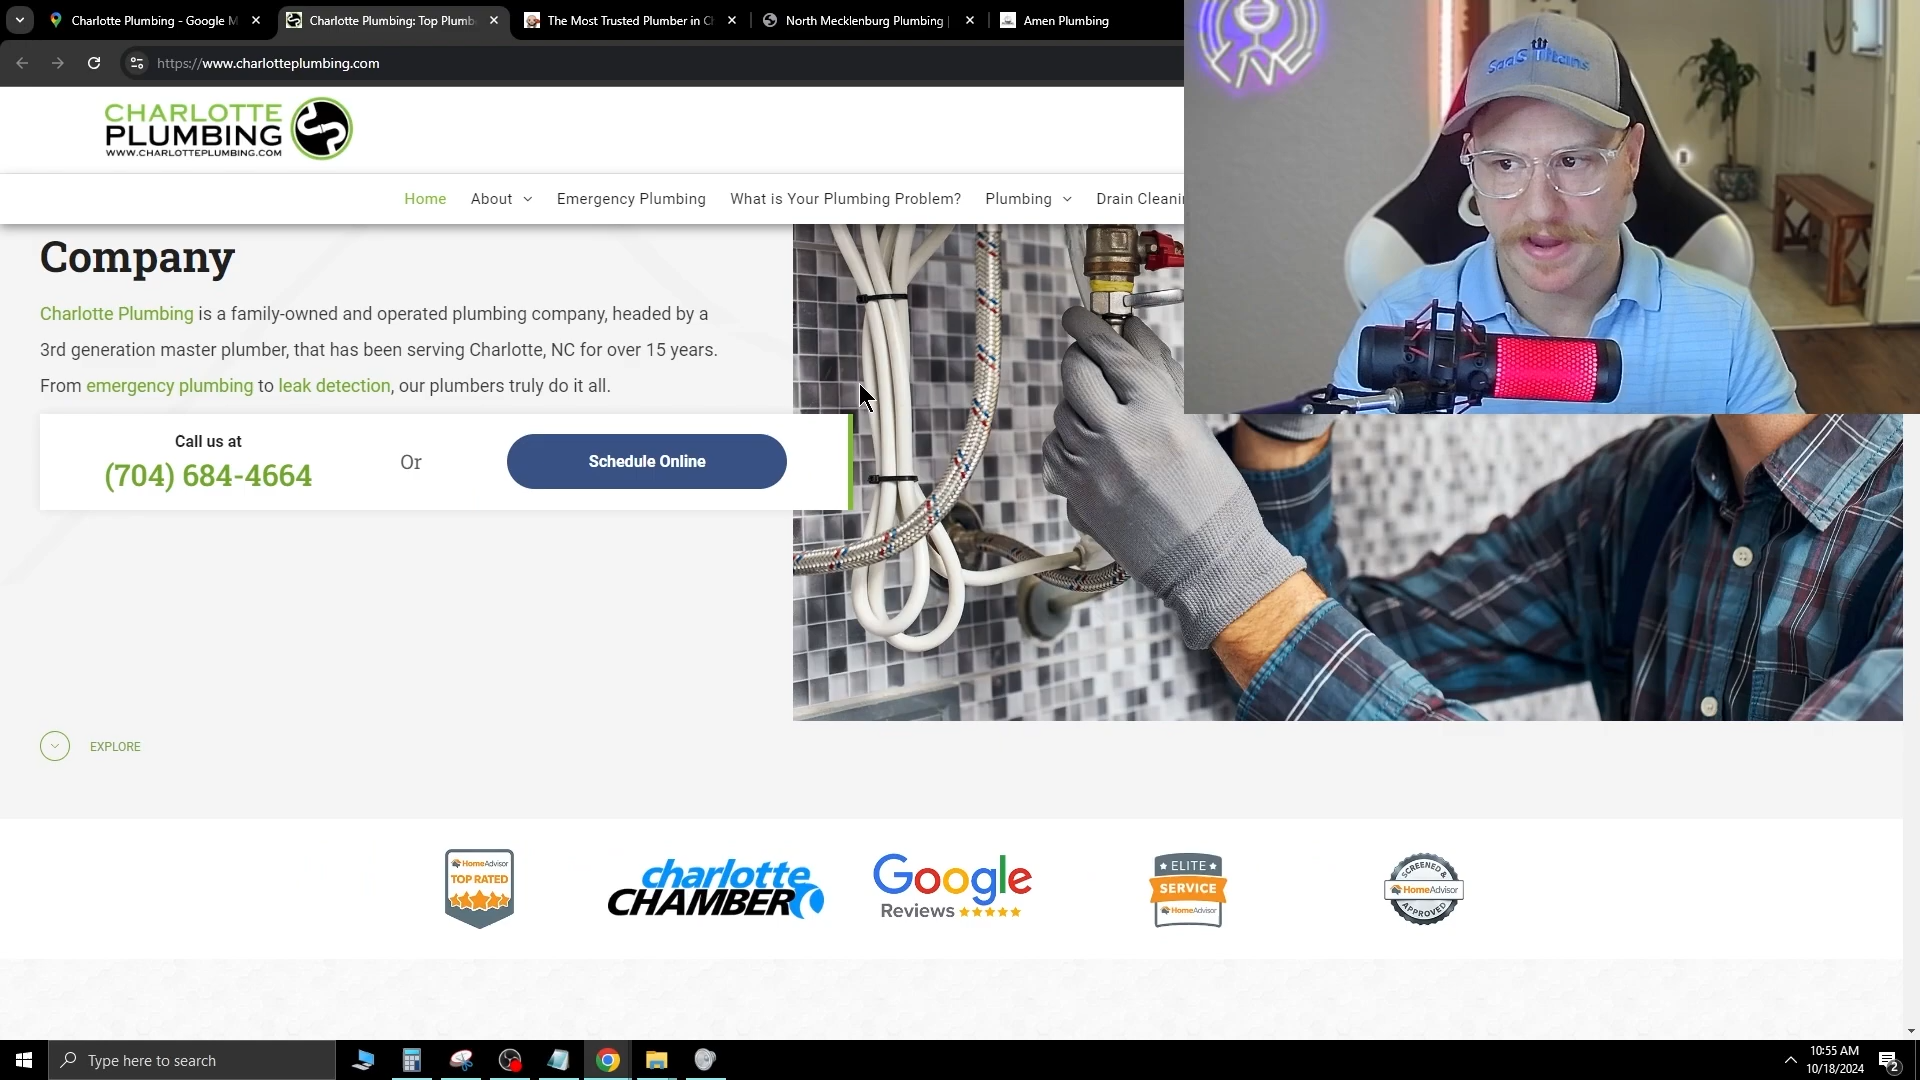 Charlotte Plumbing - Google M
Charlotte Plumbing: Top Plumb
The Most Trusted Plumber in C
North Mecklenburg Plumbing |
Amen Plumbing
https://www.charlotteplumbing.com
SaaS Titans
CHARLOTTE
PLUMBING
WWW.CHARLOTTEPLUMBING.COM
Home
About
Emergency Plumbing
What is Your Plumbing Problem?
Plumbing
Drain Cleanin
Company
Charlotte Plumbing is a family-owned and operated plumbing company, headed by a
3rd generation master plumber, that has been serving Charlotte, NC for over 15 years.
From emergency plumbing to leak detection, our plumbers truly do it all.
Call us at
(704) 684-4664
Or
Schedule Online
EXPLORE
HomeAdvisor
TOP RATED
charlotte
CHAMBER
Google
Reviews
ELITE
SERVICE
HomeAdvisor
SCREENED &
HomeAdvisor
APPROVED
Type here to search
10:55 AM
10/18/2024
2